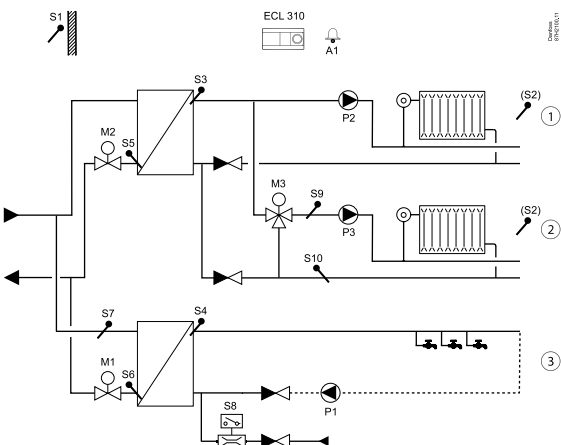 S1
ECL 310
A1
Danfoss
87H2100.11
S3
(S2)
P2
1
M2
S5
M3
S9
(S2)
P3
2
S10
S7
S4
M1
S6
3
S8
P1